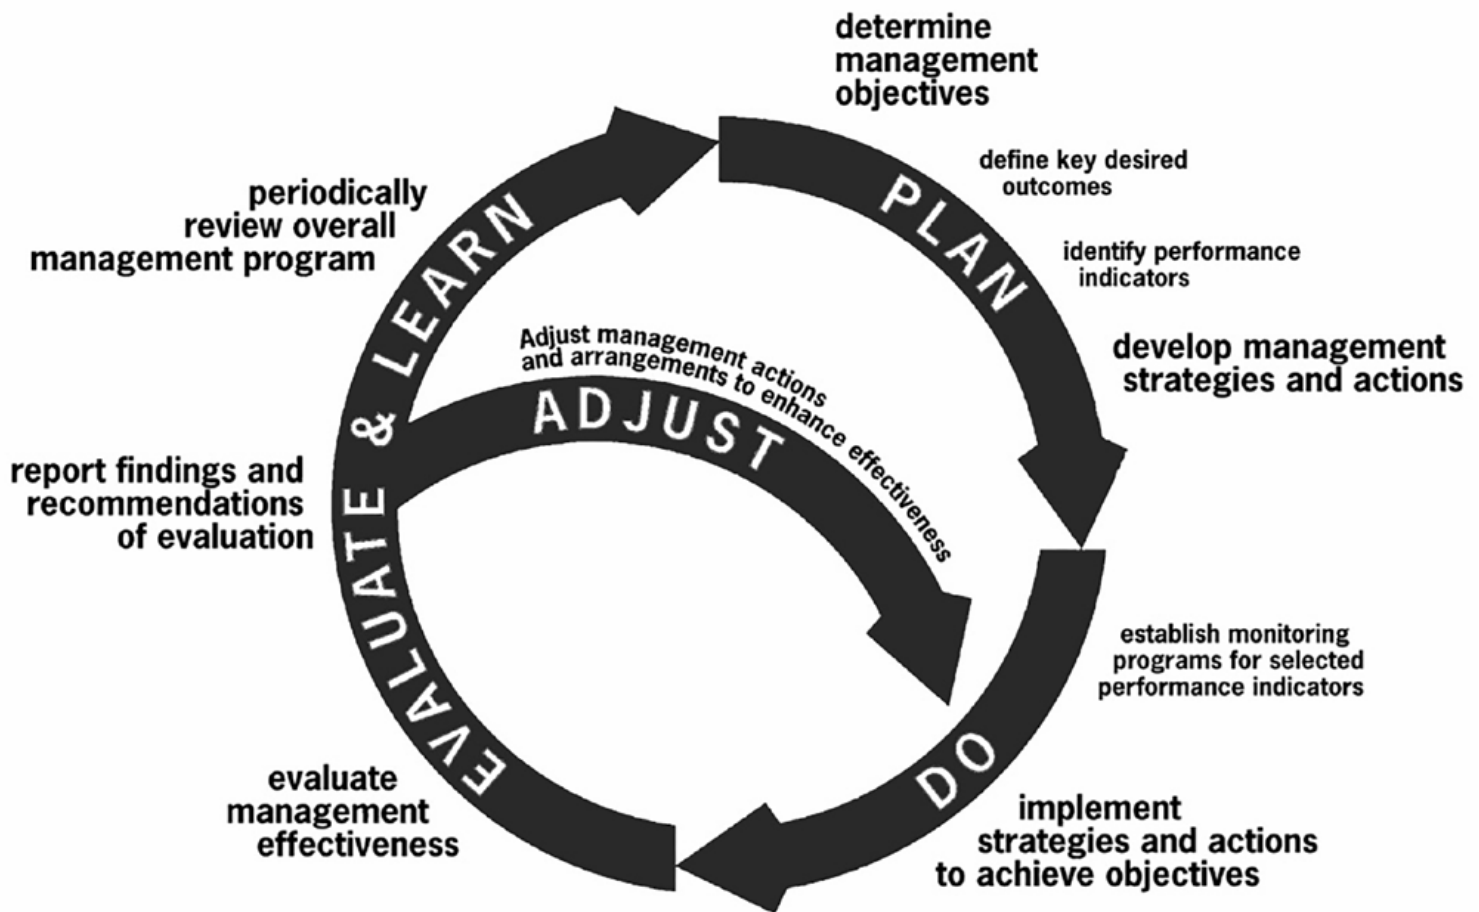 determine
management
objectives
define key desired
outcomes
identify performance
indicators
develop management
strategies and actions
PLAN
establish monitoring
programs for selected
performance indicators
DO
implement
strategies and actions
to achieve objectives
evaluate
management
effectiveness
EVALUATE & LEARN
report findings and
recommendations
of evaluation
periodically
review overall
management program
Adjust management actions
and arrangements to enhance effectiveness
ADJUST